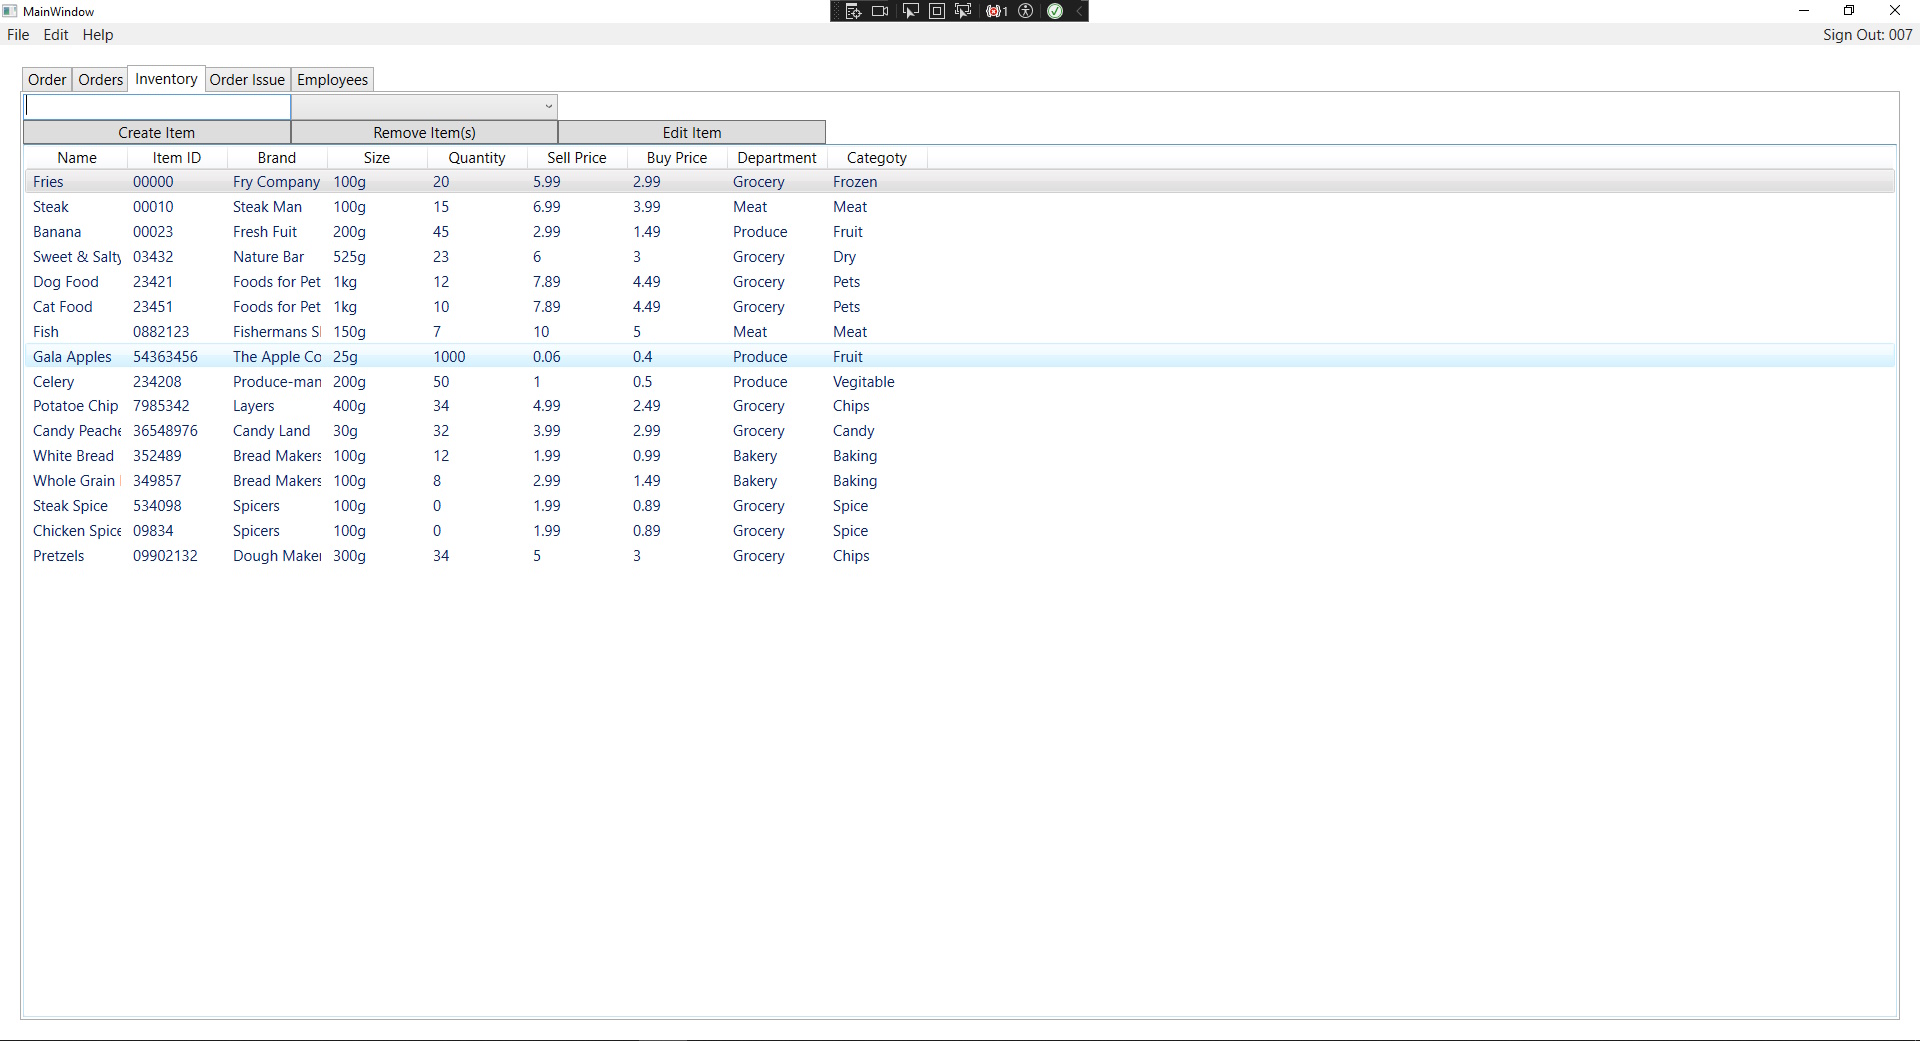 MainWindow
1
File Edit Help Sign Out: 007
Order Orders Inventory Order Issue Employees
Create Item Remove Item(s) Edit Item
Name Item ID Brand Size Quantity Sell Price Buy Price Department Categoty
Fries 00000 Fry Company 100g 20 5.99 2.99 Grocery Frozen
Steak 00010 Steak Man 100g 15 6.99 3.99 Meat Meat
Banana 00023 Fresh Fuit 200g 45 2.99 1.49 Produce Fruit
Sweet & Salty 03432 Nature Bar 525g 23 6 3 Grocery Dry
Dog Food 23421 Foods for Pet 1kg 12 7.89 4.49 Grocery Pets
Cat Food 23451 Foods for Pet 1kg 10 7.89 4.49 Grocery Pets
Fish 0882123 Fishermans S 150g 7 10 5 Meat Meat
Gala Apples 54363456 The Apple Co 25g 1000 0.06 0.4 Produce Fruit
Celery 234208 Produce-man 200g 50 1 0.5 Produce Vegitable
Potatoe Chip 7985342 Layers 400g 34 4.99 2.49 Grocery Chips
Candy Peache 36548976 Candy Land 30g 32 3.99 2.99 Grocery Candy
White Bread 352489 Bread Makers 100g 12 1.99 0.99 Bakery Baking
Whole Grain 349857 Bread Makers 100g 8 2.99 1.49 Bakery Baking
Steak Spice 534098 Spicers 100g 0 1.99 0.89 Grocery Spice
Chicken Spice 09834 Spicers 100g 0 1.99 0.89 Grocery Spice
Pretzels 09902132 Dough Maker 300g 34 5 3 Grocery Chips